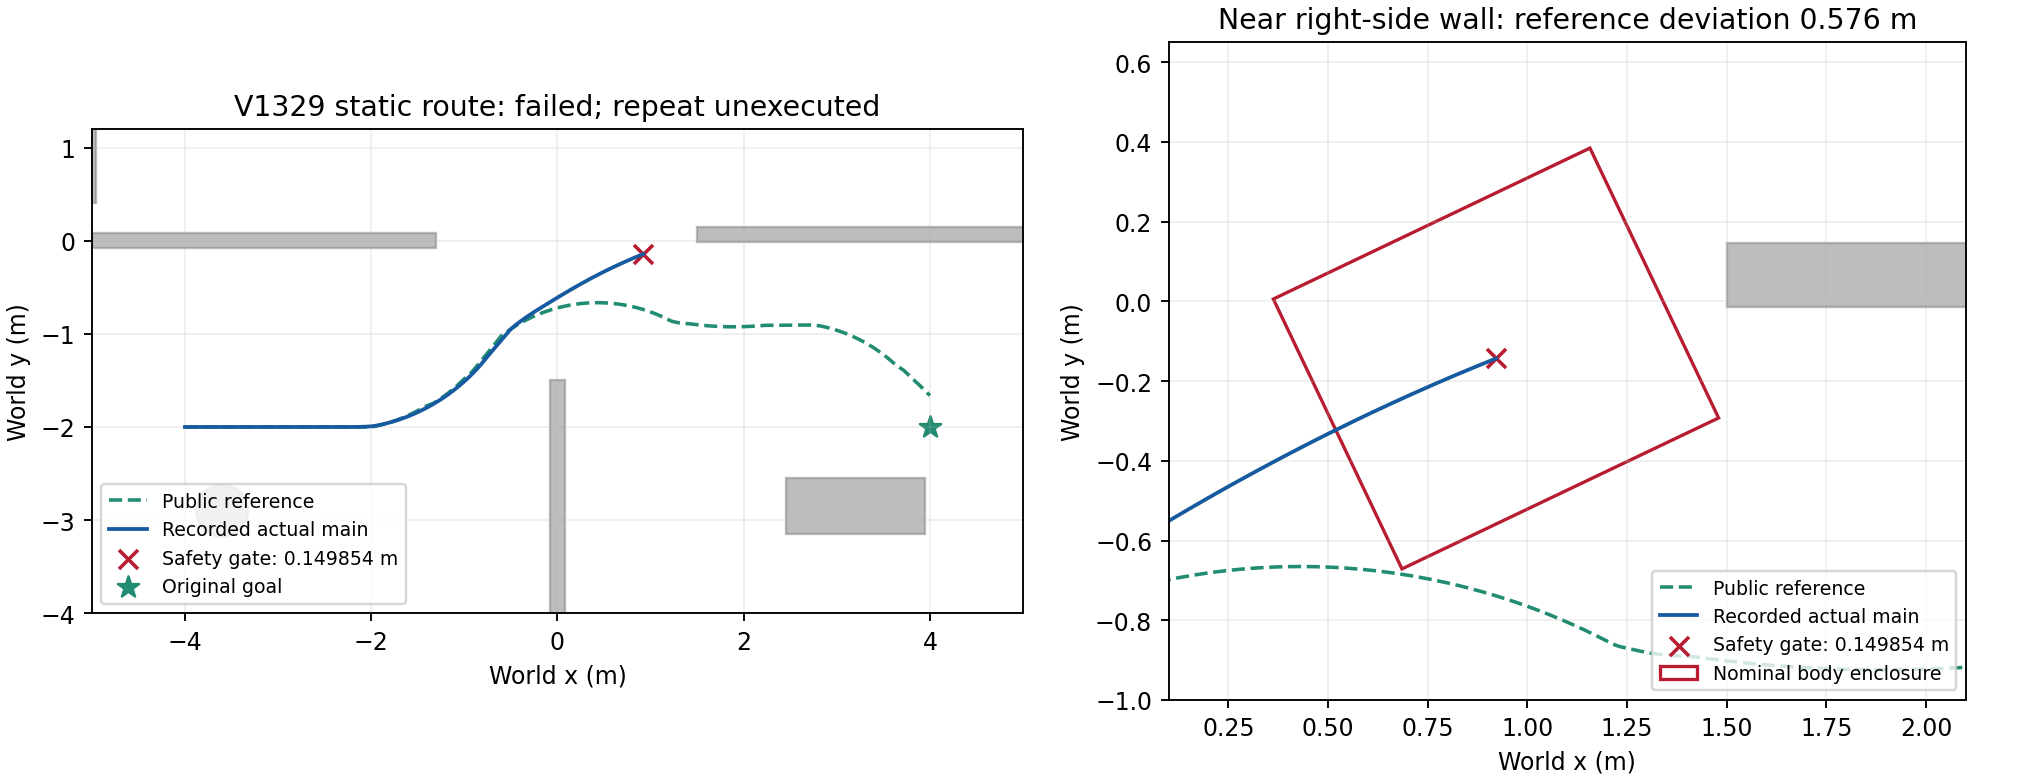 V1329 static route: failed; repeat unexecuted
World y (m)
1
0
−1
−2
−3
−4
−4
−2
0
2
4
World x (m)
Public reference
Recorded actual main
Safety gate: 0.149854 m
Original goal
Near right-side wall: reference deviation 0.576 m
World y (m)
0.6
0.4
0.2
0.0
−0.2
−0.4
−0.6
−0.8
−1.0
0.25
0.50
0.75
1.00
1.25
1.50
1.75
2.00
World x (m)
Public reference
Recorded actual main
Safety gate: 0.149854 m
Nominal body enclosure